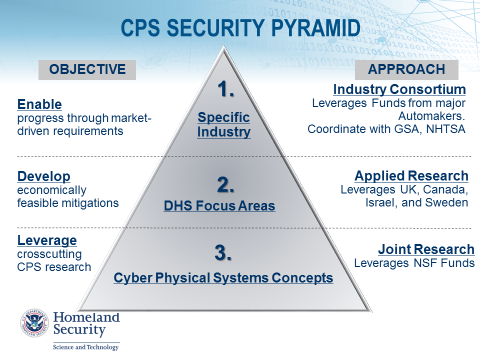 CPS SECURITY PYRAMID
OBJECTIVE
APPROACH
Enable
progress through market-
driven requirements
1.
Specific
Industry
Industry Consortium
Leverages Funds from major
Automakers.
Coordinate with GSA, NHTSA
Develop
economically
feasible mitigations
2.
DHS Focus Areas
Applied Research
Leverages UK, Canada,
Israel, and Sweden
Leverage
crosscutting
CPS research
3.
Cyber Physical Systems Concepts
Joint Research
Leverages NSF Funds
Homeland
Security
Science and Technology